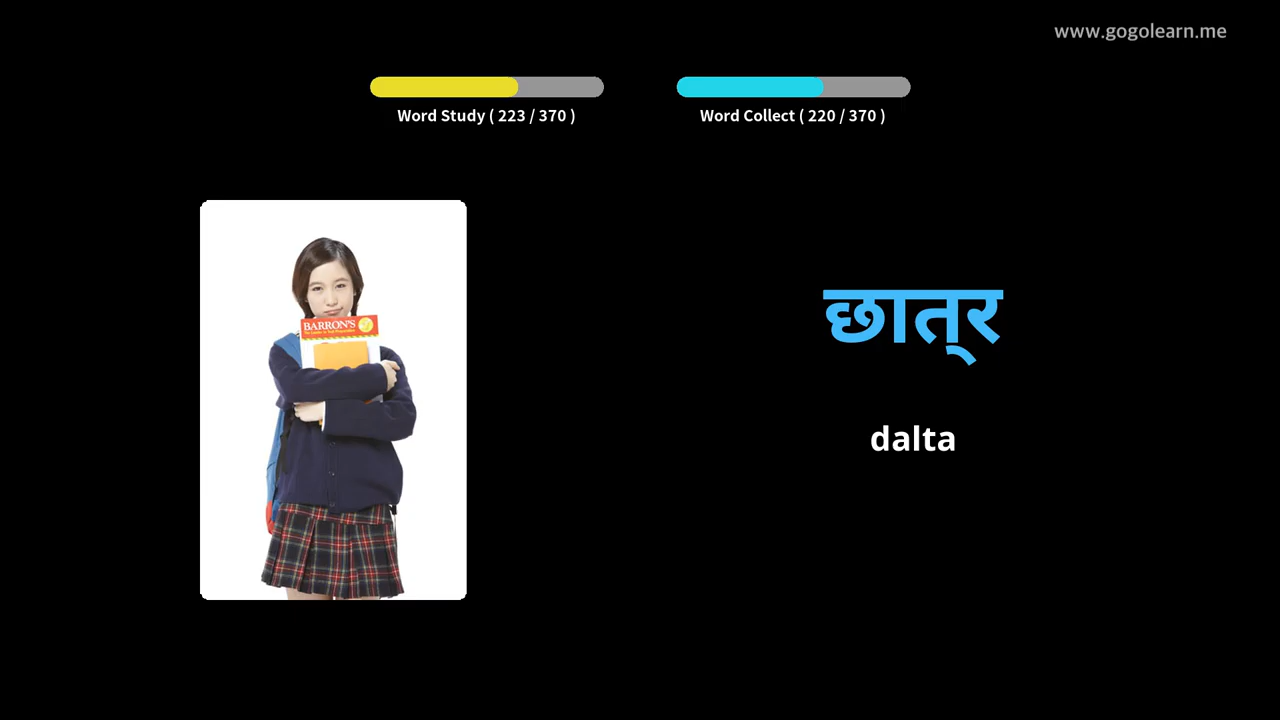 www.gogolearn.me
Word Study ( 223 / 370 )
Word Collect ( 220 / 370 )
BARRON'S
छात्‌र
dalta